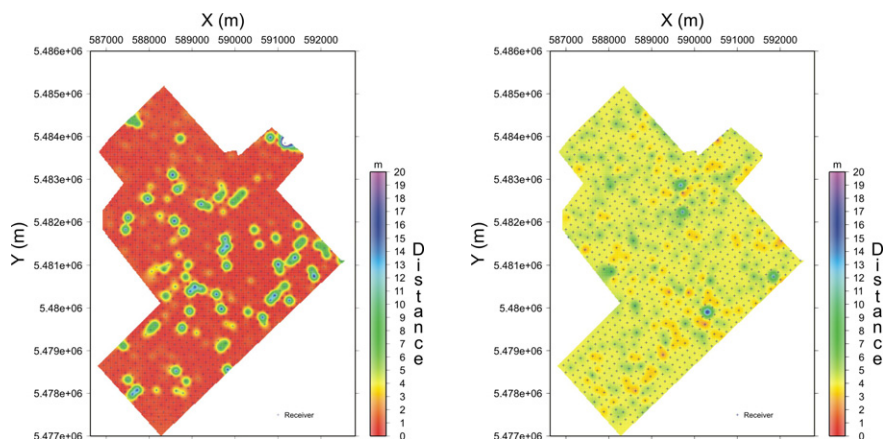 X (m)
587000 588000 589000 590000 591000 592000
5.486e+06
5.485e+06
5.484e+06
5.483e+06
5.482e+06
5.481e+06
5.48e+06
5.479e+06
5.478e+06
5.477e+06
Y (m)
Receiver
m
20
19
18
17
16
15
14
13
12
11
10
9
8
7
6
5
4
3
2
1
0
Distance
X (m)
587000 588000 589000 590000 591000 592000
5.486e+06
5.485e+06
5.484e+06
5.483e+06
5.482e+06
5.481e+06
5.48e+06
5.479e+06
5.478e+06
5.477e+06
Y (m)
Receiver
m
20
19
18
17
16
15
14
13
12
11
10
9
8
7
6
5
4
3
2
1
0
Distance